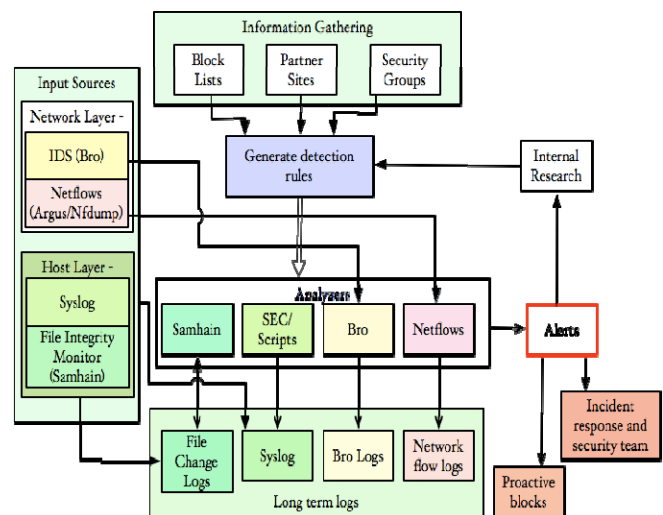 Information Gathering
Block
Lists
Partner
Sites
Security
Groups
Input Sources
Network Layer -
IDS (Bro)
Netflows
(Argus/Nfdump)
Generate detection
rules
Internal
Research
Host Layer -
Syslog
File Integrity
Monitor
(Samhain)
Analyzers
Samhain
SEC/
Scripts
Bro
Netflows
Alerts
File
Change
Logs
Syslog
Bro Logs
Network
flow logs
Long term logs
Incident
response and
security team
Proactive
blocks